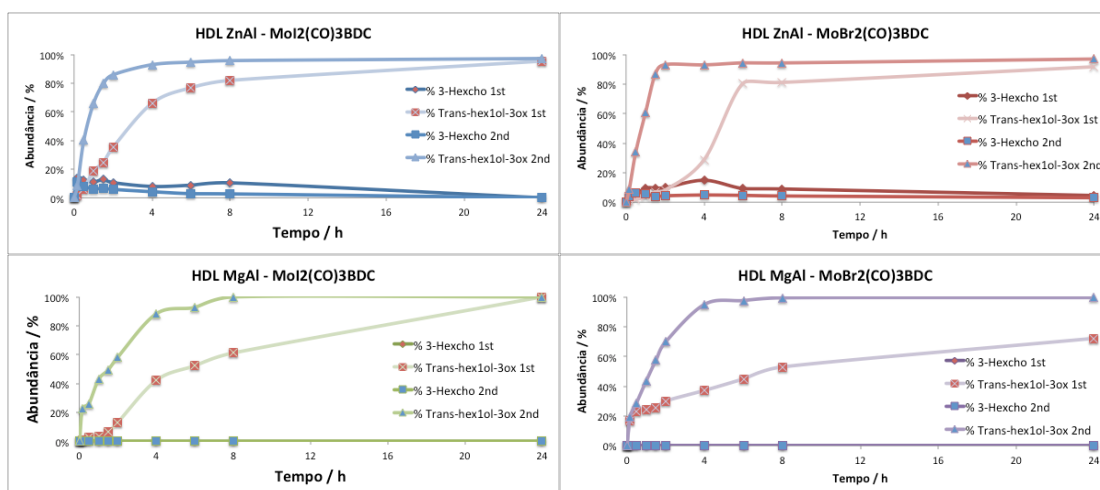 HDL ZnAl - MoI2(CO)3BDC
Abundância / %
100%
80%
60%
40%
20%
0%
0
4
8
12
16
20
24
Tempo / h
% 3-Hexcho 1st
% Trans-hex1ol-3ox 1st
% 3-Hexcho 2nd
% Trans-hex1ol-3ox 2nd
HDL ZnAl - MoBr2(CO)3BDC
Abundância / %
100%
80%
60%
40%
20%
0%
0
4
8
12
16
20
24
Tempo / h
% 3-Hexcho 1st
% Trans-hex1ol-3ox 1st
% 3-Hexcho 2nd
% Trans-hex1ol-3ox 2nd
HDL MgAl - MoI2(CO)3BDC
Abundância / %
100%
80%
60%
40%
20%
0%
0
4
8
12
16
20
24
Tempo / h
% 3-Hexcho 1st
% Trans-hex1ol-3ox 1st
% 3-Hexcho 2nd
% Trans-hex1ol-3ox 2nd
HDL MgAl - MoBr2(CO)3BDC
Abundância / %
100%
80%
60%
40%
20%
0%
0
4
8
12
16
20
24
Tempo / h
% 3-Hexcho 1st
% Trans-hex1ol-3ox 1st
% 3-Hexcho 2nd
% Trans-hex1ol-3ox 2nd